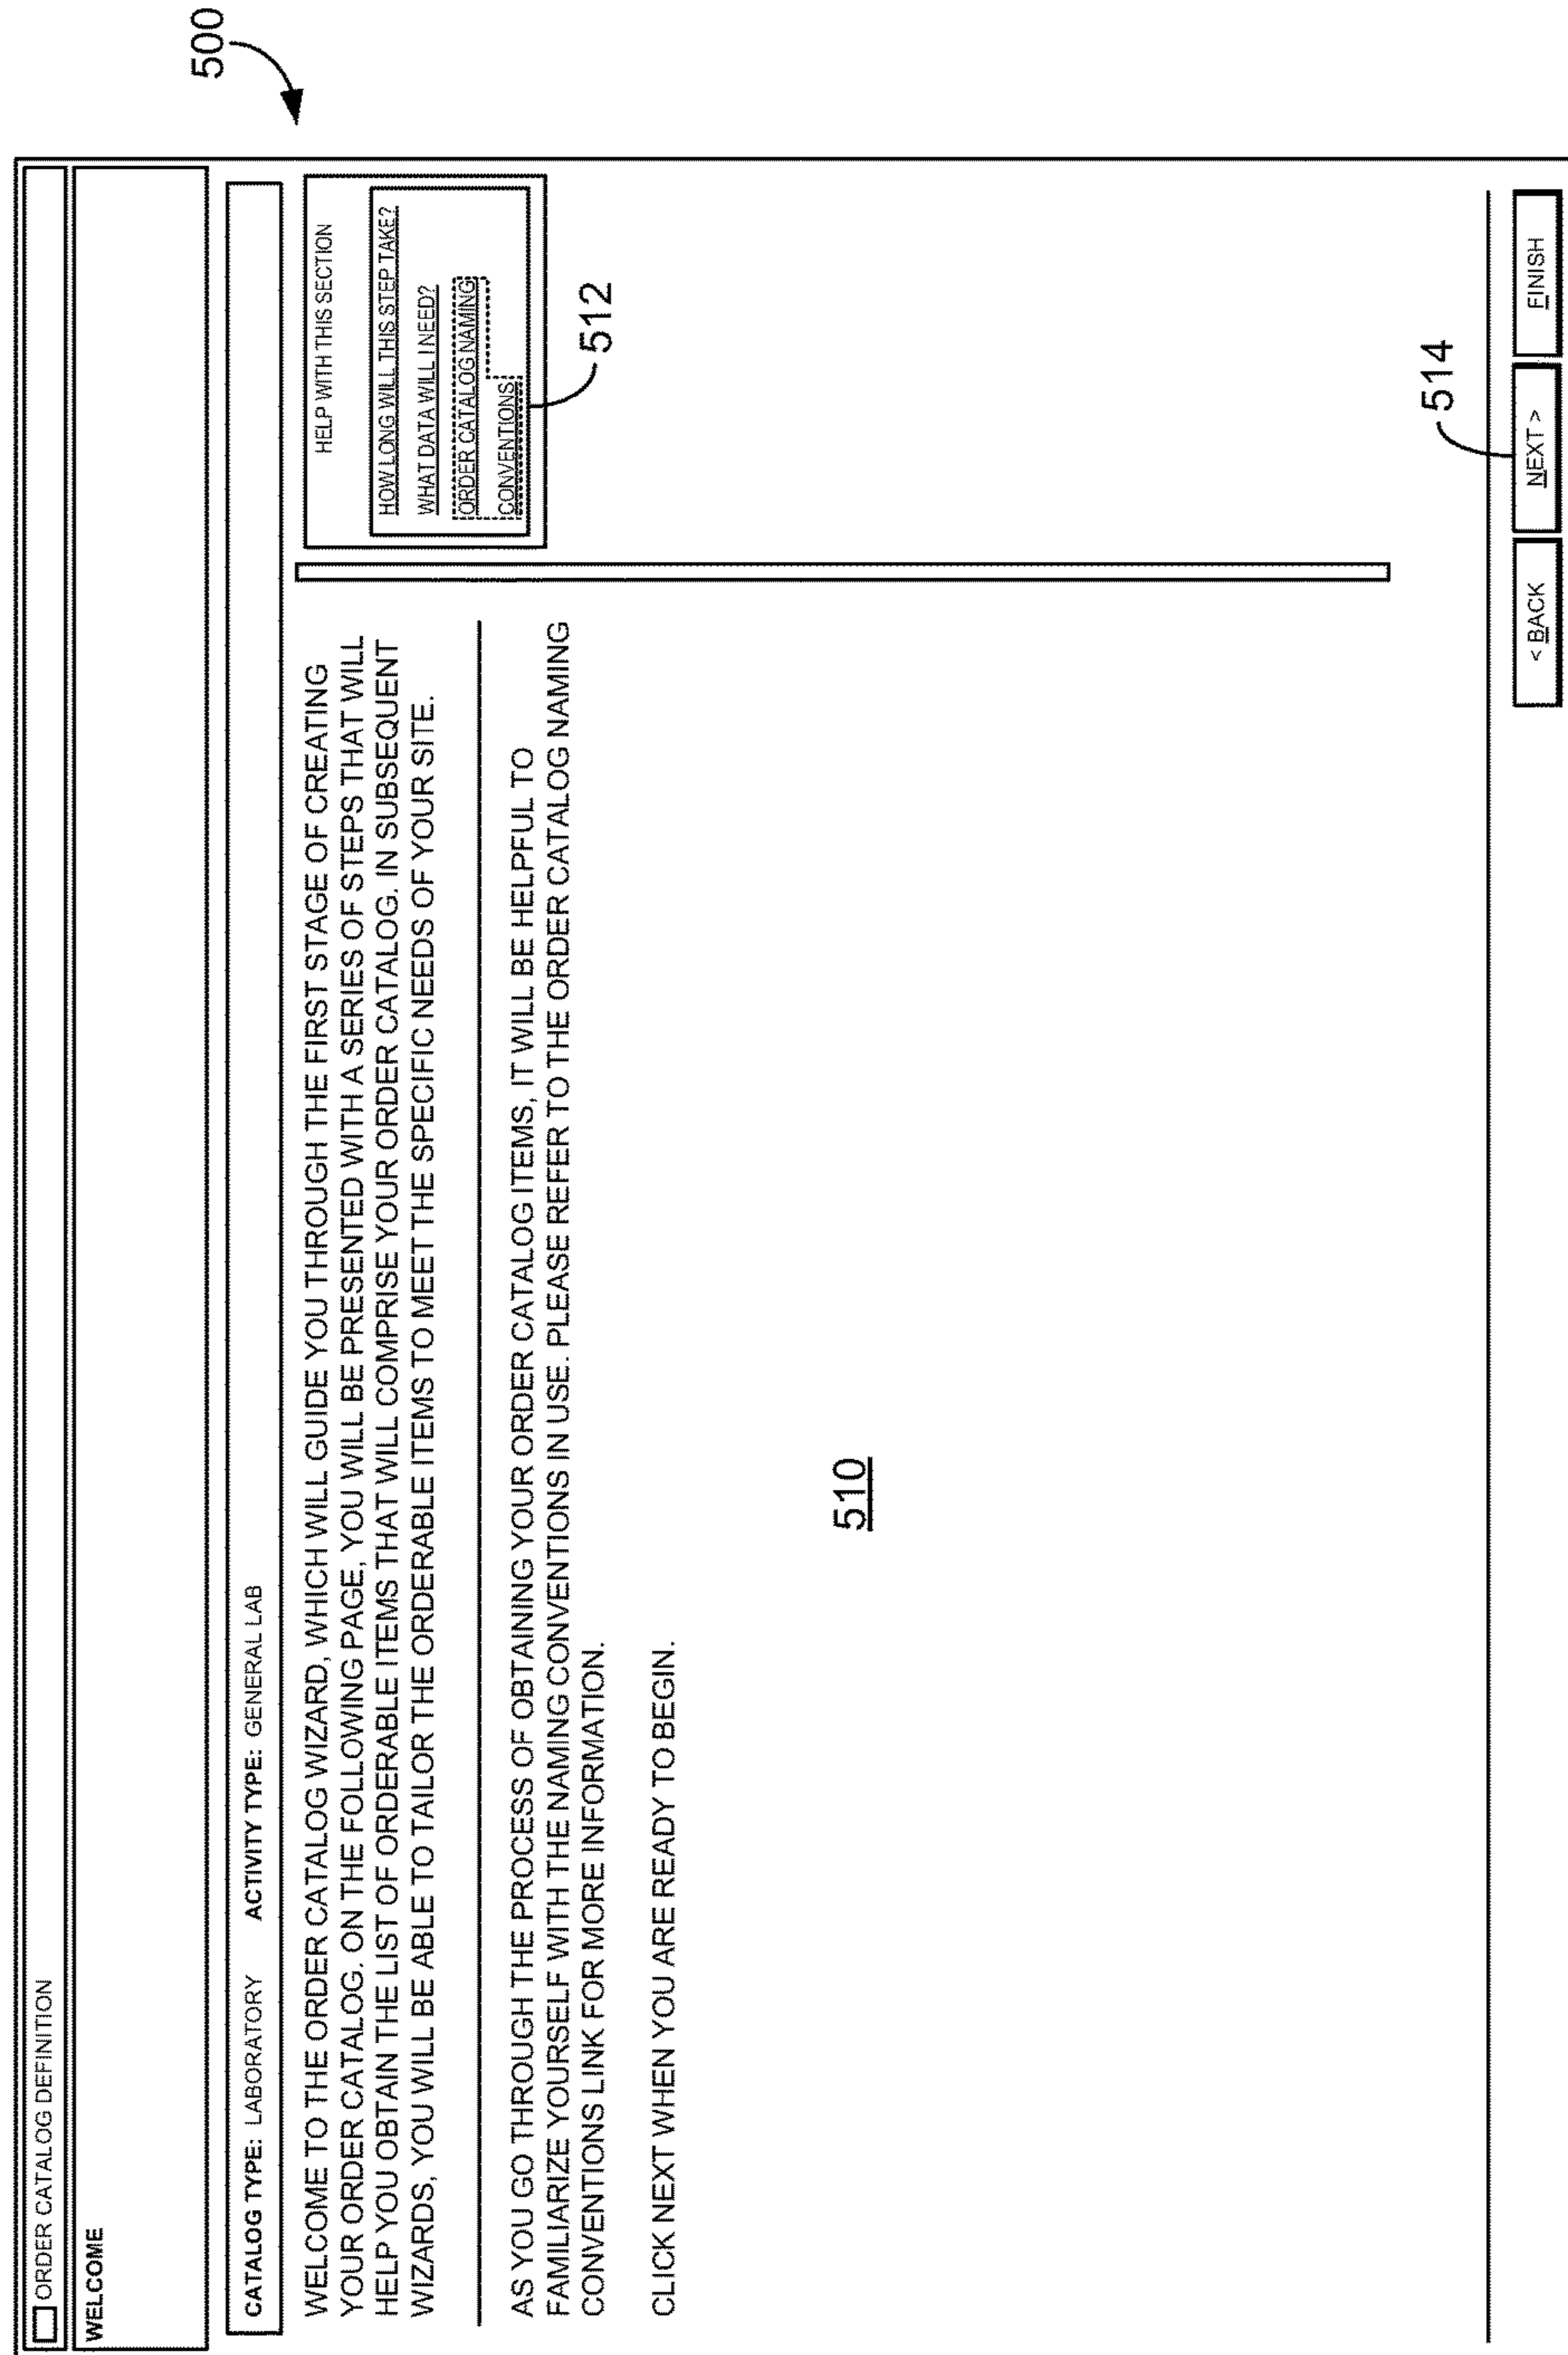 500
ORDER CATALOG DEFINITION
WELCOME
CATALOG TYPE: LABORATORY ACTIVITY TYPE: GENERAL LAB
WELCOME TO THE ORDER CATALOG WIZARD, WHICH WILL GUIDE YOU THROUGH THE FIRST STAGE OF CREATING
YOUR ORDER CATALOG. ON THE FOLLOWING PAGE, YOU WILL BE PRESENTED WITH A SERIES OF STEPS THAT WILL
HELP YOU OBTAIN THE LIST OF ORDERABLE ITEMS THAT WILL COMPRISE YOUR ORDER CATALOG. IN SUBSEQUENT
WIZARDS, YOU WILL BE ABLE TO TAILOR THE ORDERABLE ITEMS TO MEET THE SPECIFIC NEEDS OF YOUR SITE.
AS YOU GO THROUGH THE PROCESS OF OBTAINING YOUR ORDER CATALOG ITEMS, IT WILL BE HELPFUL TO
FAMILIARIZE YOURSELF WITH THE NAMING CONVENTIONS IN USE. PLEASE REFER TO THE ORDER CATALOG NAMING
CONVENTIONS LINK FOR MORE INFORMATION.
CLICK NEXT WHEN YOU ARE READY TO BEGIN.
HELP WITH THIS SECTION
HOW LONG WILL THIS STEP TAKE?
WHAT DATA WILL I NEED?
ORDER CATALOG NAMING
CONVENTIONS
512
510
514
< BACK
NEXT >
FINISH